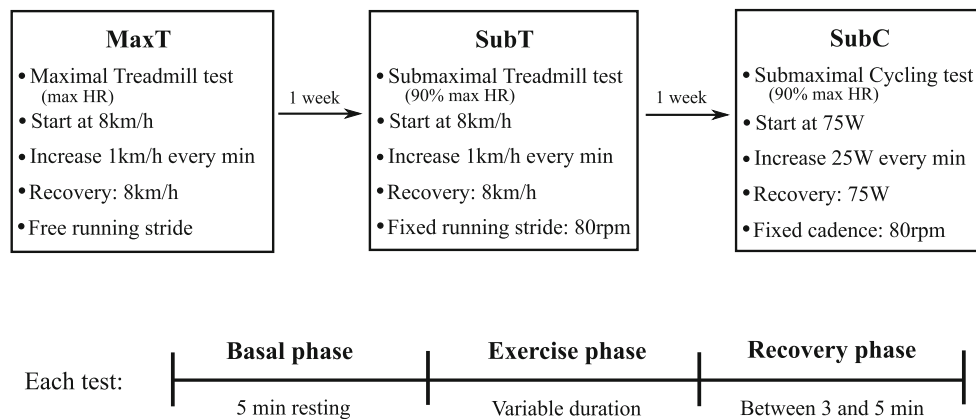 MaxT
• Maximal Treadmill test
(max HR)
• Start at 8km/h
• Increase 1km/h every min
• Recovery: 8km/h
• Free running stride
1 week
SubT
• Submaximal Treadmill test
(90% max HR)
• Start at 8km/h
• Increase 1km/h every min
• Recovery: 8km/h
• Fixed running stride: 80rpm
1 week
SubC
• Submaximal Cycling test
(90% max HR)
• Start at 75W
• Increase 25W every min
• Recovery: 75W
• Fixed cadence: 80rpm
Each test:
Basal phase
5 min resting
Exercise phase
Variable duration
Recovery phase
Between 3 and 5 min